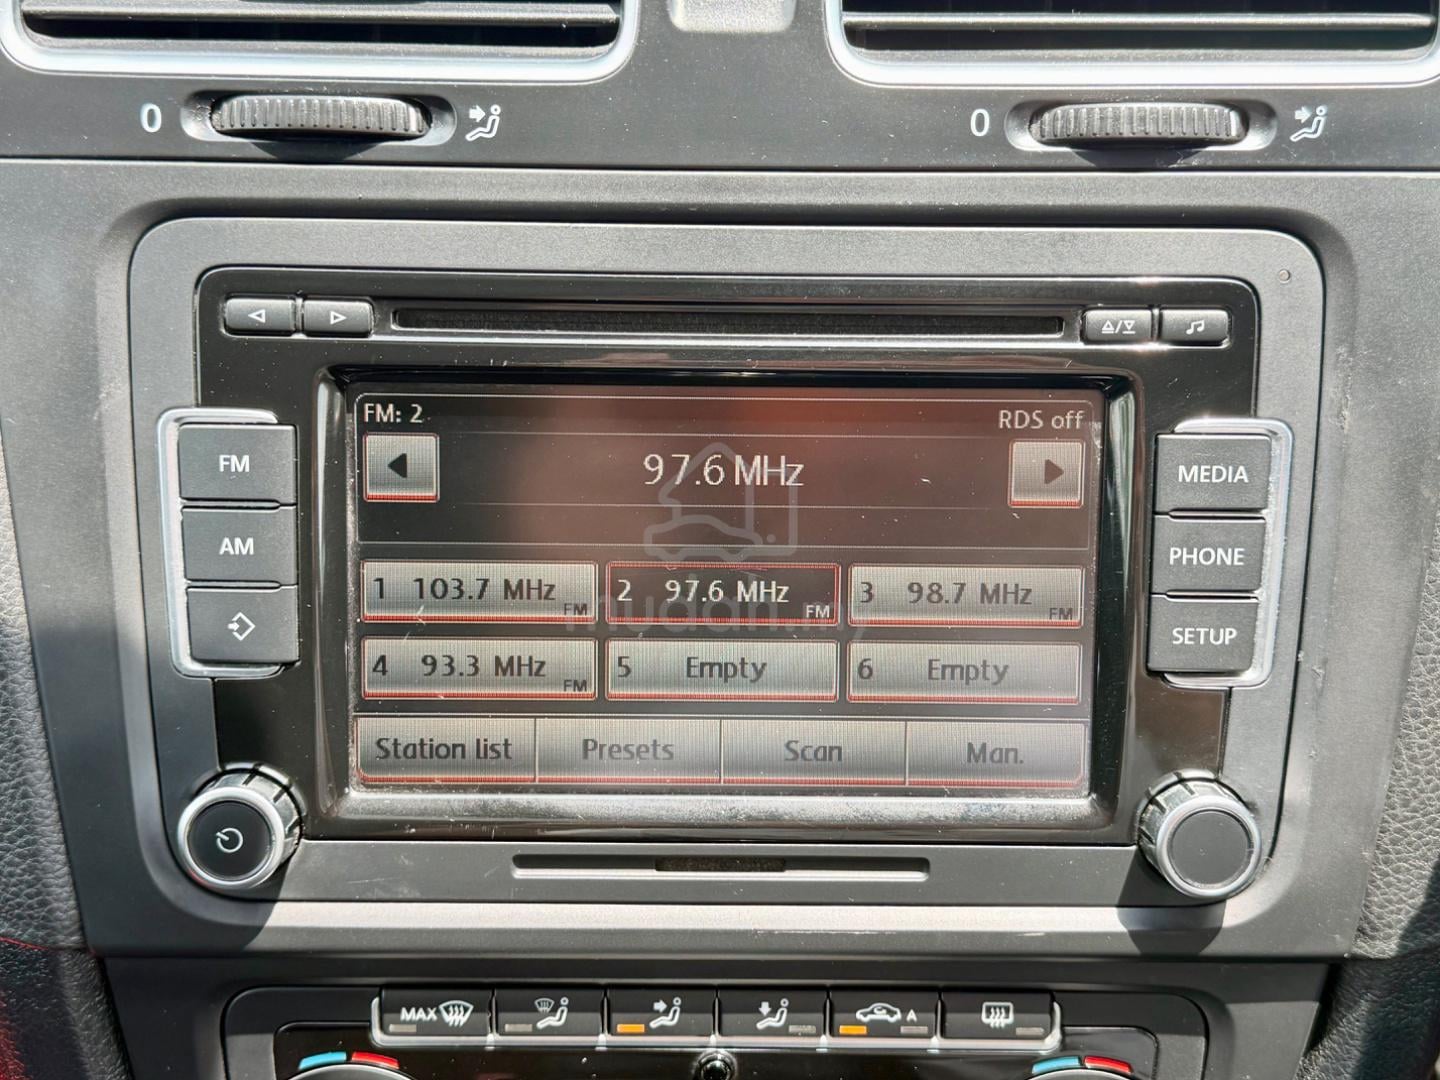 0
0
FM: 2
RDS off
97.6 MHz
FM
MEDIA
AM
PHONE
SETUP
1 103.7 MHz FM
2 97.6 MHz FM
3 98.7 MHz FM
4 93.3 MHz FM
5 Empty
6 Empty
Station list
Presets
Scan
Man.
mudah.my
MAX
A